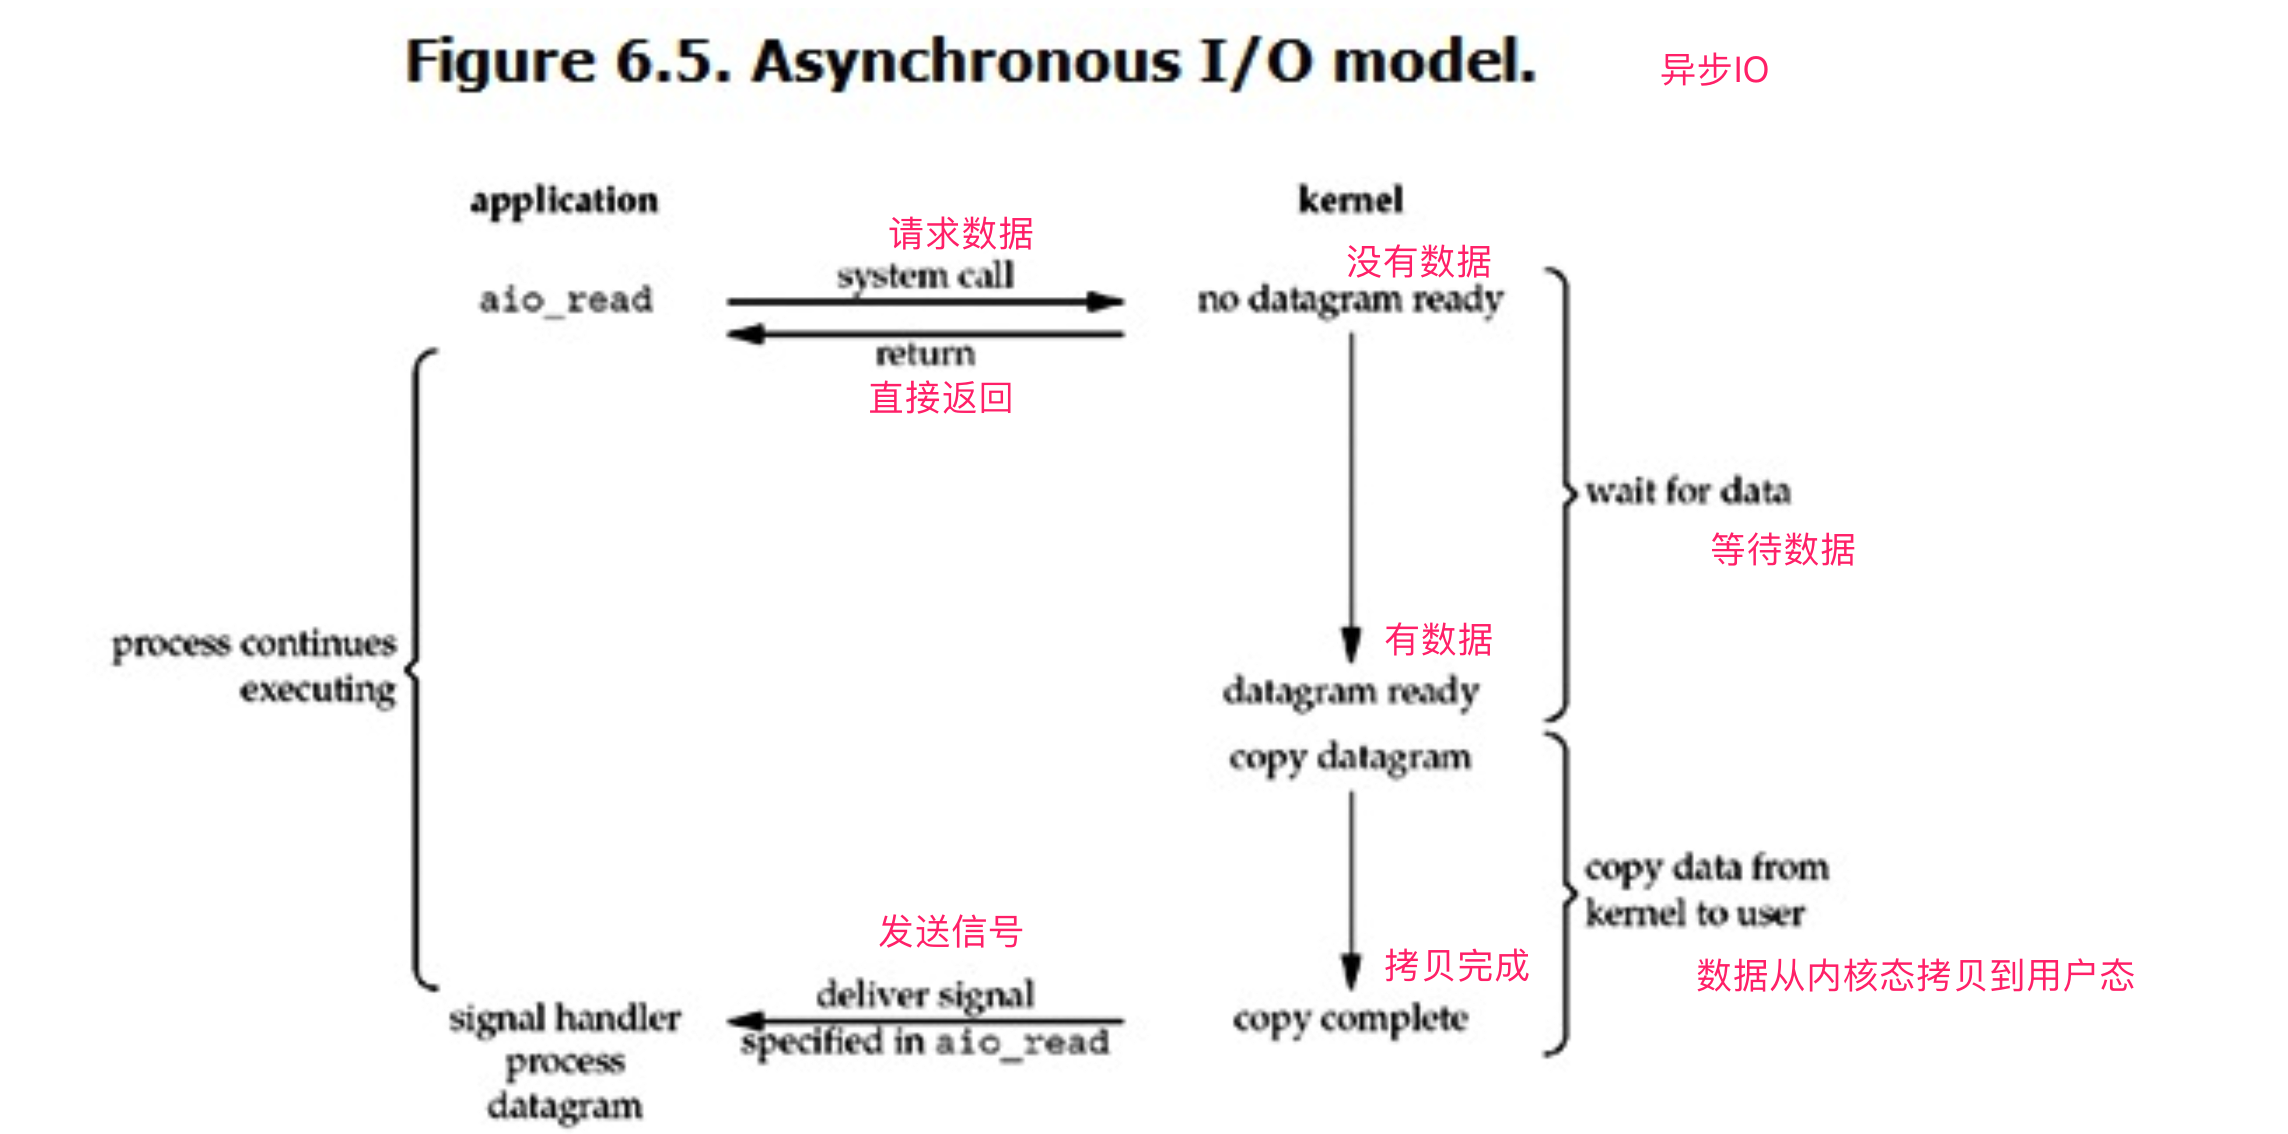 Figure 6.5. Asynchronous I/O model.
异步IO
application
kernel
请求数据
system call
没有数据
aio_read
no datagram ready
return
直接返回
wait for data
等待数据
有数据
process continues
executing
datagram ready
copy datagram
copy data from
kernel to user
发送信号
拷贝完成
数据从内核态拷贝到用户态
deliver signal
signal handler
copy complete
specified in aio_read
process
datagram